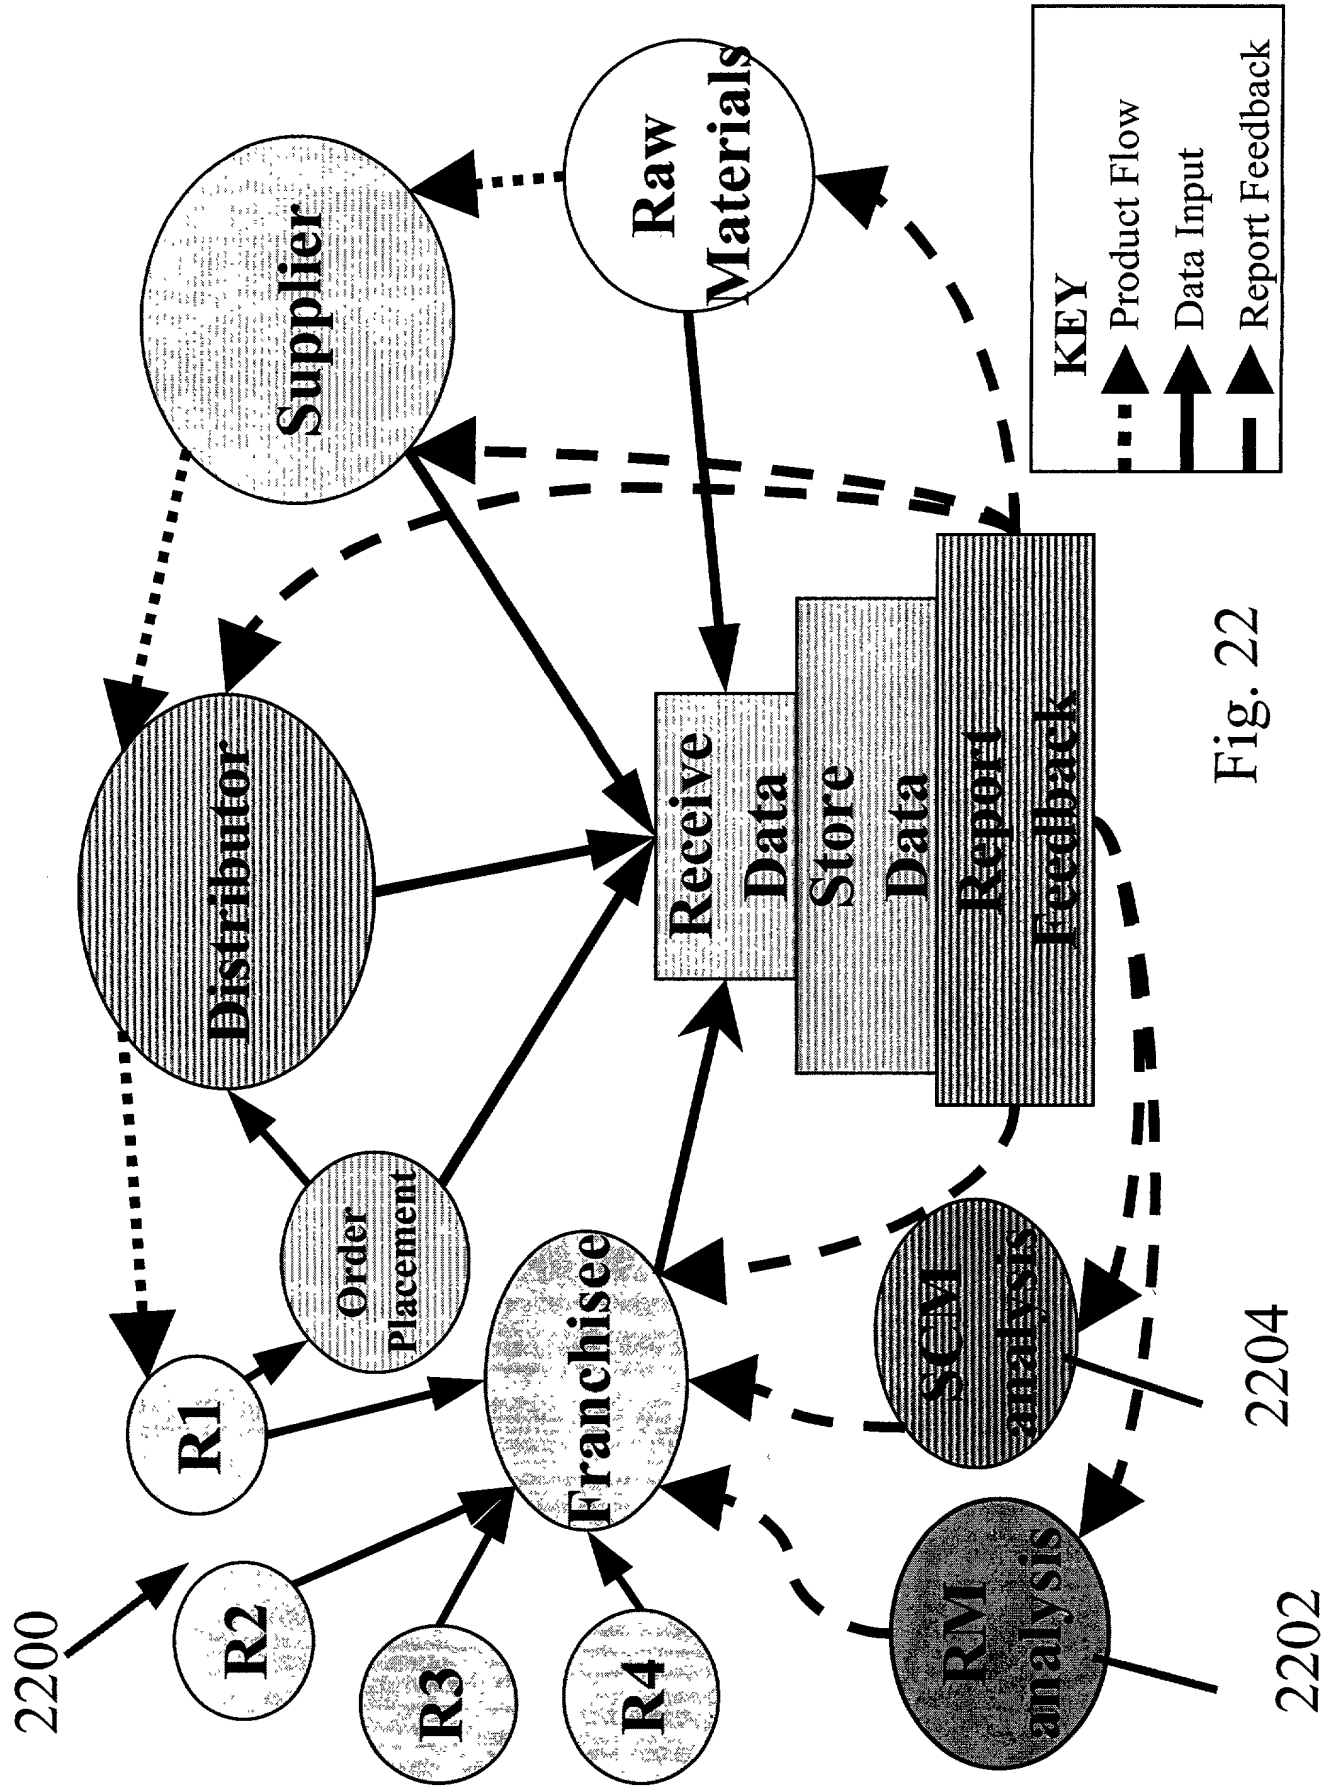 2200
R1
R2
R3
R4
Order
Placement
Distributor
Supplier
Franchisee
Receive
Data
Store
Data
Report
Feedback
Raw
Materials
RM
analysis
SCM
analysis
2202
2204
KEY
Product Flow
Data Input
Report Feedback
Fig. 22